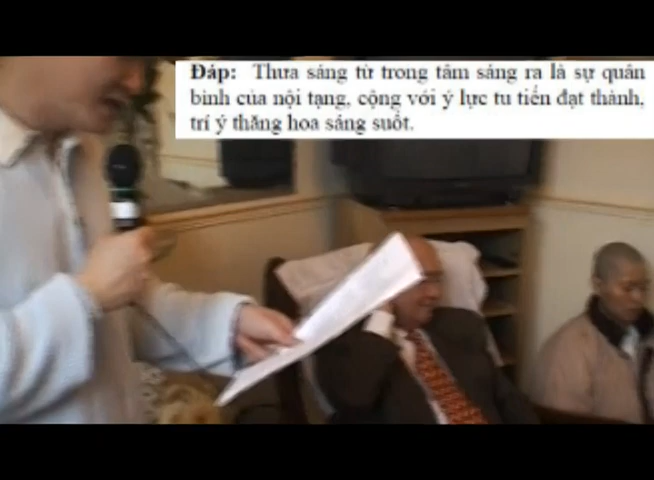 Đáp: Thưa sáng từ trong tâm sáng ra là sự quân
bình của nội tạng, cộng với ý lực tu tiến đạt thành,
trí ý thăng hoa sáng suốt.